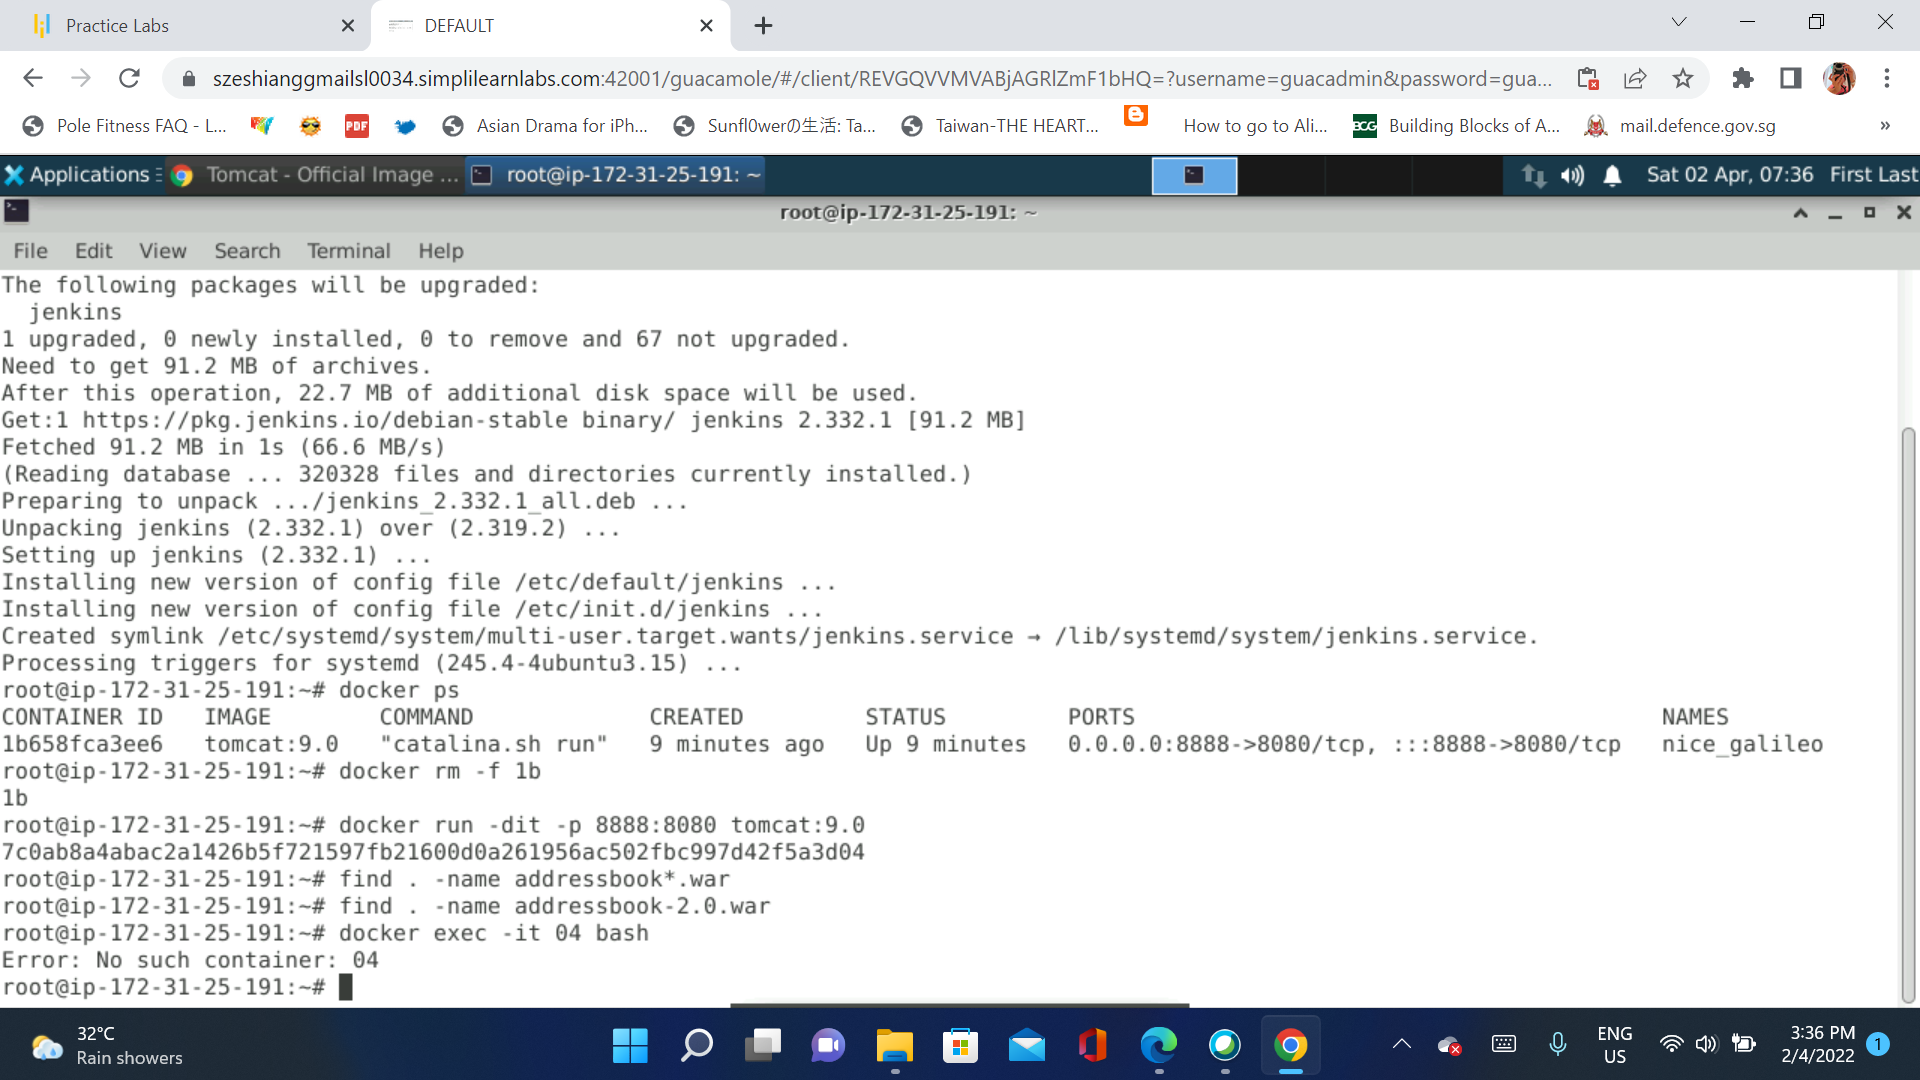 Practice Labs
DEFAULT
szeshianggmailsl0034.simplilearnlabs.com:42001/guacamole/#/client/REVGQVVMVABjAGRlZmF1bHQ=?username=guacadmin&password=gua...
Pole Fitness FAQ - L...
PDF
Asian Drama for iPh...
Sunfl0werの生活: Ta...
Taiwan-THE HEART...
How to go to Ali...
BCG
Building Blocks of A...
mail.defence.gov.sg
»
Applications
Tomcat - Official Image ...
root@ip-172-31-25-191: ~
Sat 02 Apr, 07:36
First Last
root@ip-172-31-25-191: ~
File Edit View Search Terminal Help
The following packages will be upgraded:
  jenkins
1 upgraded, 0 newly installed, 0 to remove and 67 not upgraded.
Need to get 91.2 MB of archives.
After this operation, 22.7 MB of additional disk space will be used.
Get:1 https://pkg.jenkins.io/debian-stable binary/ jenkins 2.332.1 [91.2 MB]
Fetched 91.2 MB in 1s (66.6 MB/s)
(Reading database ... 320328 files and directories currently installed.)
Preparing to unpack .../jenkins_2.332.1_all.deb ...
Unpacking jenkins (2.332.1) over (2.319.2) ...
Setting up jenkins (2.332.1) ...
Installing new version of config file /etc/default/jenkins ...
Installing new version of config file /etc/init.d/jenkins ...
Created symlink /etc/systemd/system/multi-user.target.wants/jenkins.service → /lib/systemd/system/jenkins.service.
Processing triggers for systemd (245.4-4ubuntu3.15) ...
root@ip-172-31-25-191:~# docker ps
CONTAINER ID   IMAGE        COMMAND             CREATED         STATUS         PORTS                                       NAMES
1b658fca3ee6   tomcat:9.0   "catalina.sh run"   9 minutes ago   Up 9 minutes   0.0.0.0:8888->8080/tcp, :::8888->8080/tcp   nice_galileo
root@ip-172-31-25-191:~# docker rm -f 1b
1b
root@ip-172-31-25-191:~# docker run -dit -p 8888:8080 tomcat:9.0
7c0ab8a4abac2a1426b5f721597fb21600d0a261956ac502fbc997d42f5a3d04
root@ip-172-31-25-191:~# find . -name addressbook*.war
root@ip-172-31-25-191:~# find . -name addressbook-2.0.war
root@ip-172-31-25-191:~# docker exec -it 04 bash
Error: No such container: 04
root@ip-172-31-25-191:~#
32°C
Rain showers
ENG
US
3:36 PM
2/4/2022
1